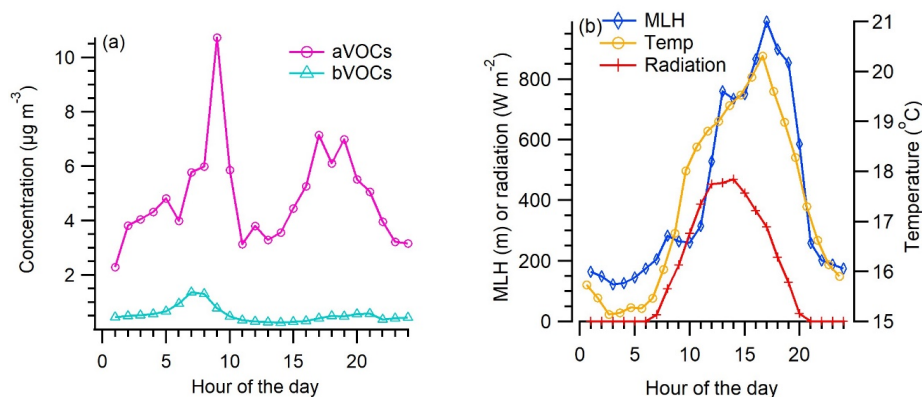 (a)
aVOCs
bVOCs
Concentration (µg m-3)
10
8
6
4
2
0 5 10 15 20
Hour of the day
(b)
MLH
Temp
Radiation
MLH (m) or radiation (W m-2)
800
600
400
200
0
21
20
19
18
17
16
15
Temperature (°C)
0 5 10 15 20
Hour of the day